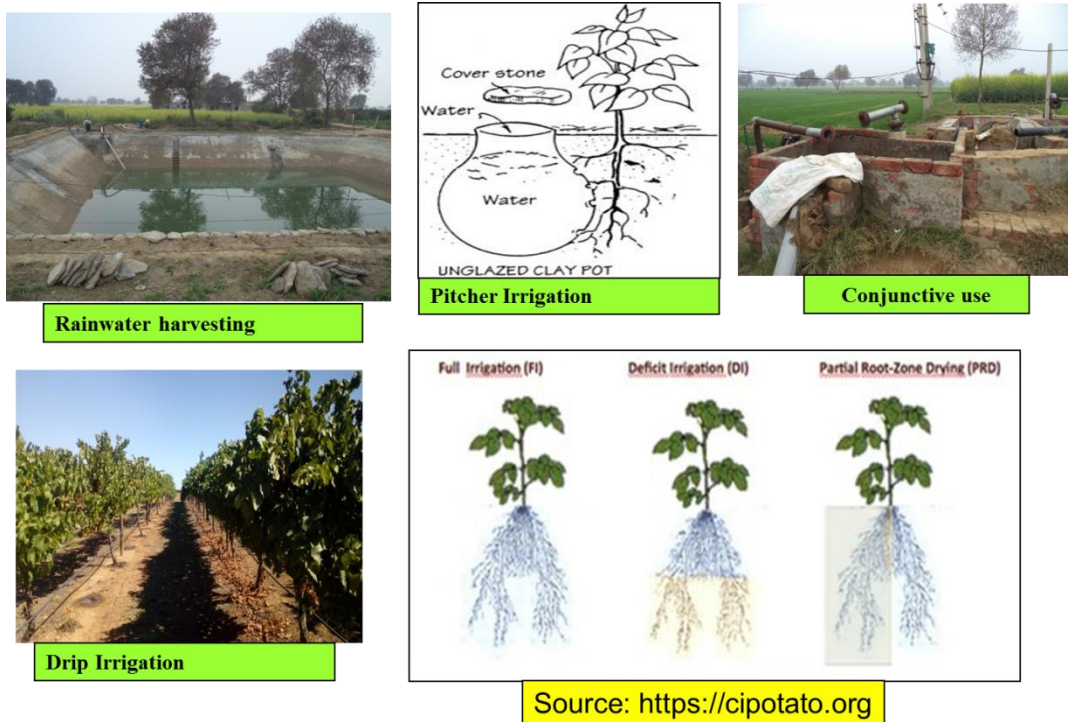 Cover stone
Water
Water
UNGLAZED CLAY POT
Rainwater harvesting
Pitcher Irrigation
Conjunctive use
Full Irrigation (FI)
Deficit Irrigation (DI)
Partial Root-Zone Drying (PRD)
Drip Irrigation
Source: https://cipotato.org